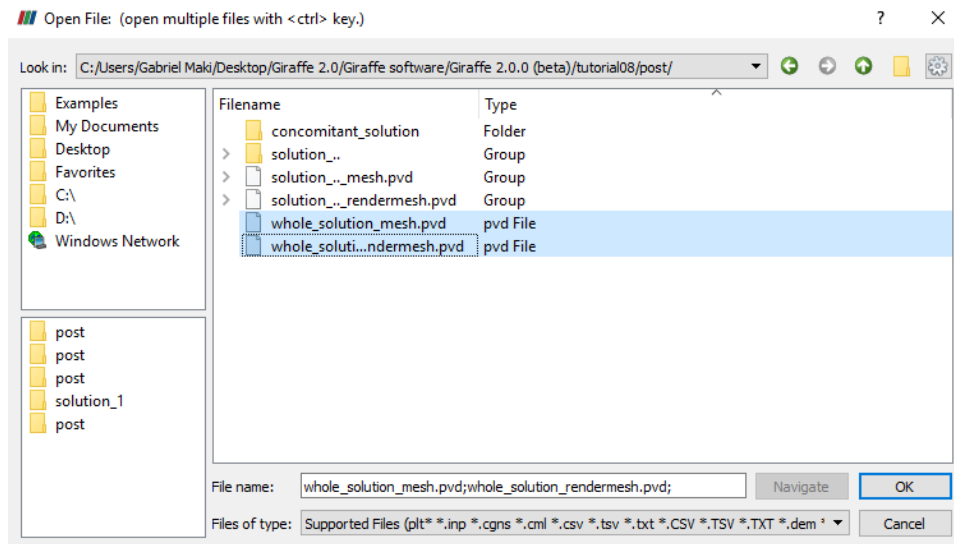 Open File: (open multiple files with <ctrl> key.)
?
Look in: C:/Users/Gabriel Maki/Desktop/Giraffe 2.0/Giraffe software/Giraffe 2.0.0 (beta)/tutorial08/post/
Examples
My Documents
Desktop
Favorites
C:\
D:\
Windows Network
post
post
post
solution_1
post
Filename Type
concomitant_solution Folder
solution_.. Group
solution_.._mesh.pvd Group
solution_.._rendermesh.pvd Group
whole_solution_mesh.pvd pvd File
whole_soluti...ndermesh.pvd pvd File
File name: whole_solution_mesh.pvd;whole_solution_rendermesh.pvd; Navigate OK
Files of type: Supported Files (plt* *.inp *.cgns *.cml *.csv *.tsv *.txt *.CSV *.TSV *.TXT *.dem * Cancel